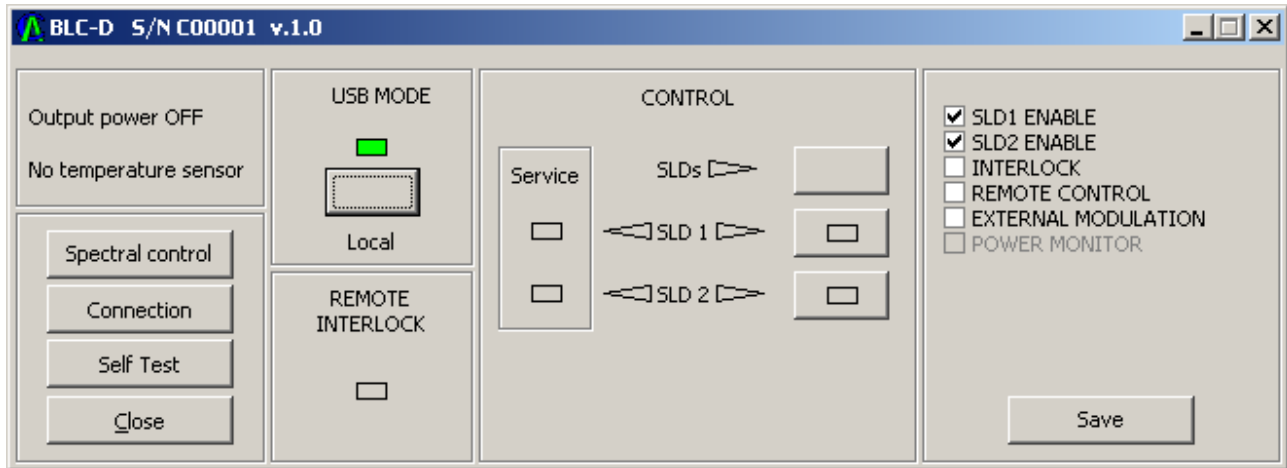 BLC-D S/N C00001 v.1.0
Output power OFF
No temperature sensor
Spectral control
Connection
Self Test
Close
USB MODE
Local
REMOTE
INTERLOCK
CONTROL
Service
SLDs
SLD 1
SLD 2
SLD1 ENABLE
SLD2 ENABLE
INTERLOCK
REMOTE CONTROL
EXTERNAL MODULATION
POWER MONITOR
Save